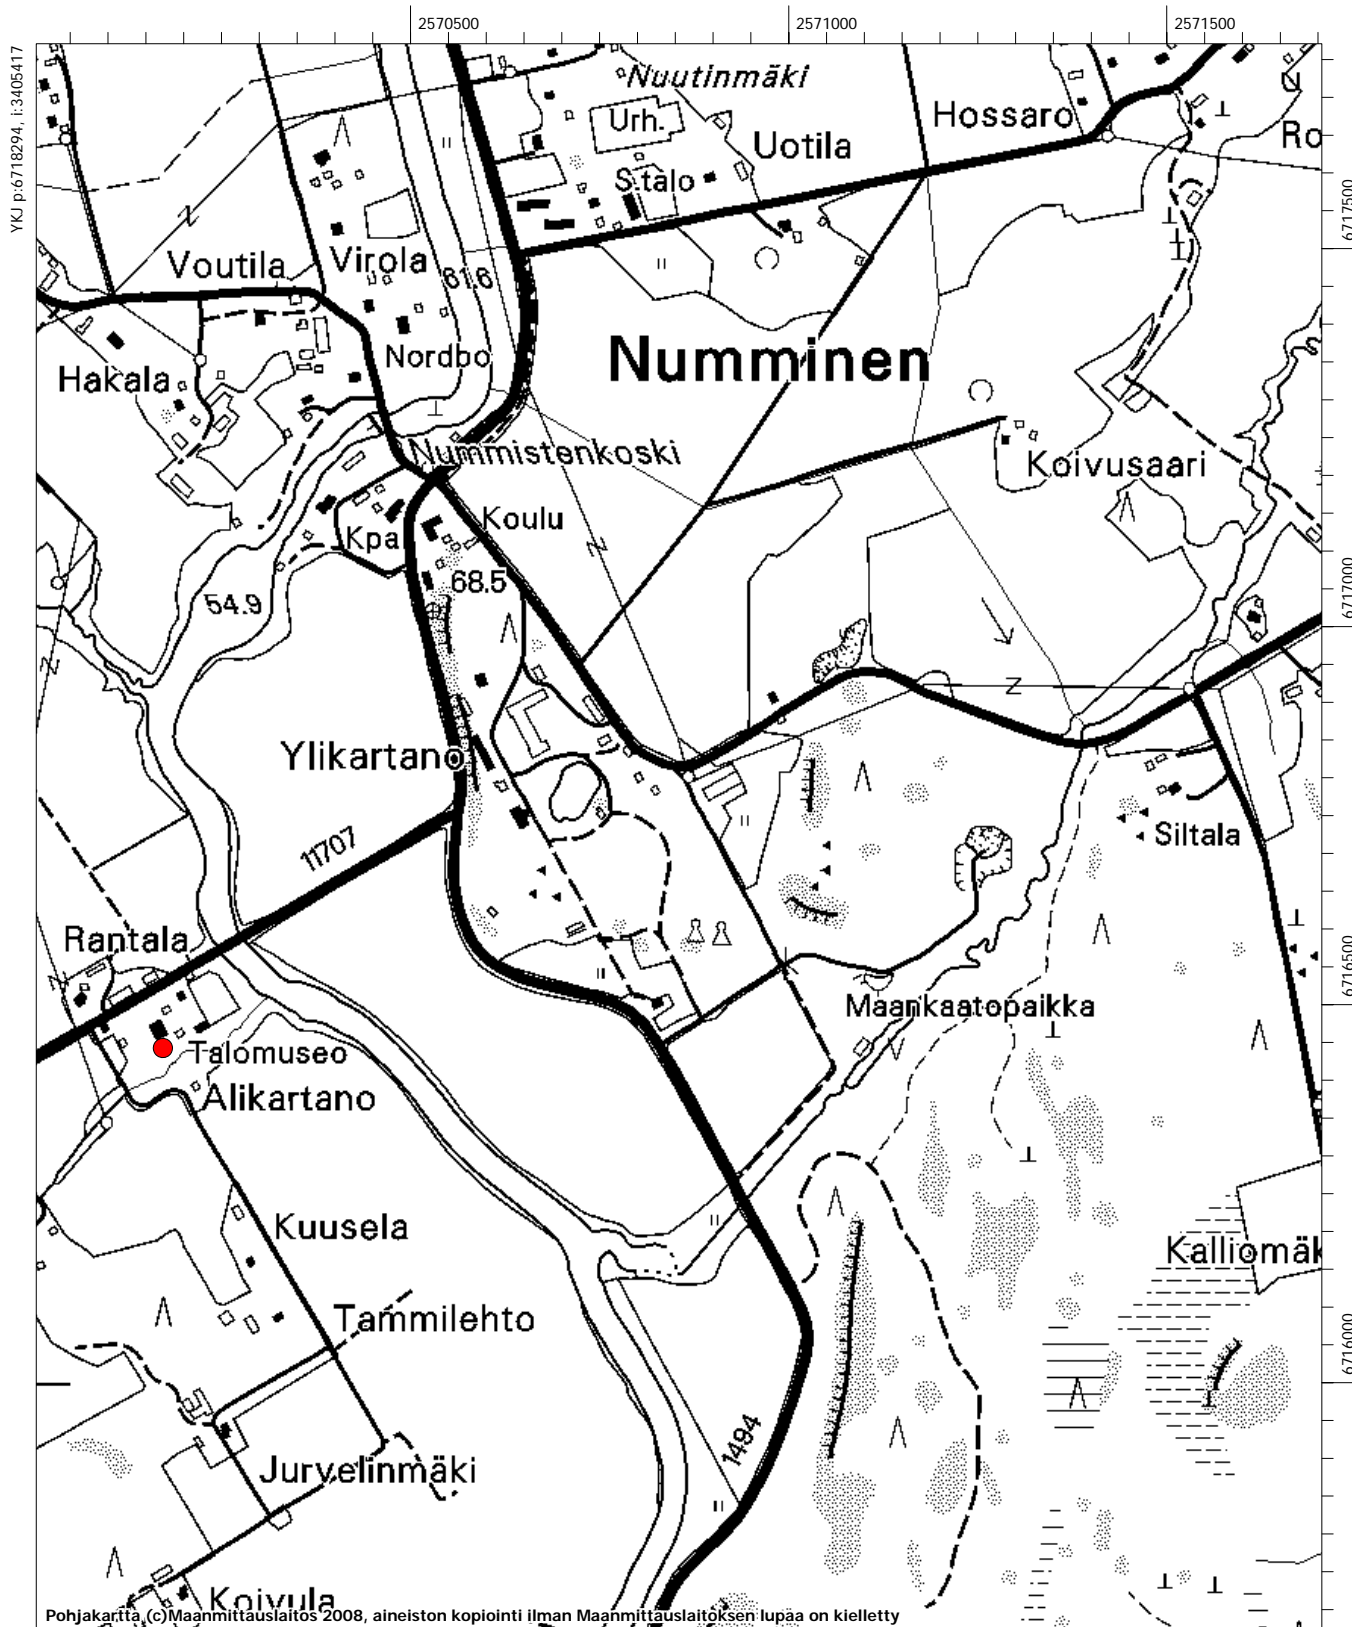 2570500
2571000
2571500
YKJ p:6718294, i:3405417
Nuutinmäki
Urh.
Hossaro
Uotila
Ro
S.talo
6717500
Voutila
Virola
61.6
Nordbo
Numminen
Hakala
Nummistenkoski
Koivusaari
Kpa
Koulu
68.5
54.9
6717000
Z
Ylikartano
11707
Siltala
Rantala
6716500
Maankaatopaikka
Talomuseo
Alikartano
Kuusela
Kalliomäk
Tammilehto
6716000
1494
Jurvelinmäki
Koivula
Pohjakartta (c)Maanmittauslaitos 2008, aineiston kopiointi ilman Maanmittauslaitoksen lupaa on kielletty